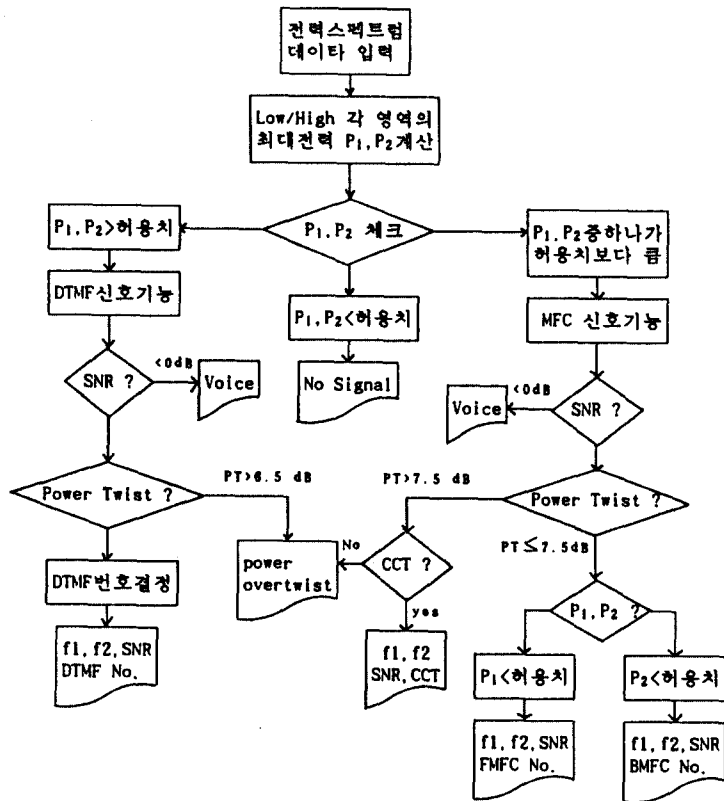 전력스펙트럼
데이타 입력
Low/High 각 영역의
최대전력 P₁,P₂계산
P₁,P₂>허용치
P₁,P₂ 체크
P₁,P₂중하나가
허용치보다 큼
DTMF신호기능
P₁,P₂<허용치
MFC 신호기능
SNR ?
<0dB
Voice
No Signal
Voice
<0dB
SNR ?
Power Twist ?
PT>6.5 dB
PT>7.5 dB
Power Twist ?
PT≤7.5dB
DTMF번호결정
power
overtwist
No
CCT ?
yes
P₁,P₂ ?
f1,f2,SNR
DTMF No.
f1,f2
SNR,CCT
P₁<허용치
P₂<허용치
f1,f2,SNR
FMFC No.
f1,f2,SNR
BMFC No.